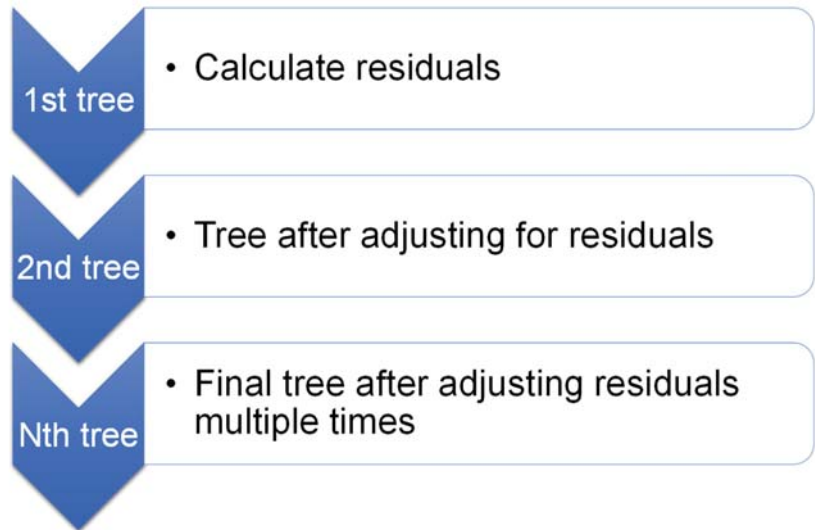 1st tree
• Calculate residuals
2nd tree
• Tree after adjusting for residuals
Nth tree
• Final tree after adjusting residuals
multiple times